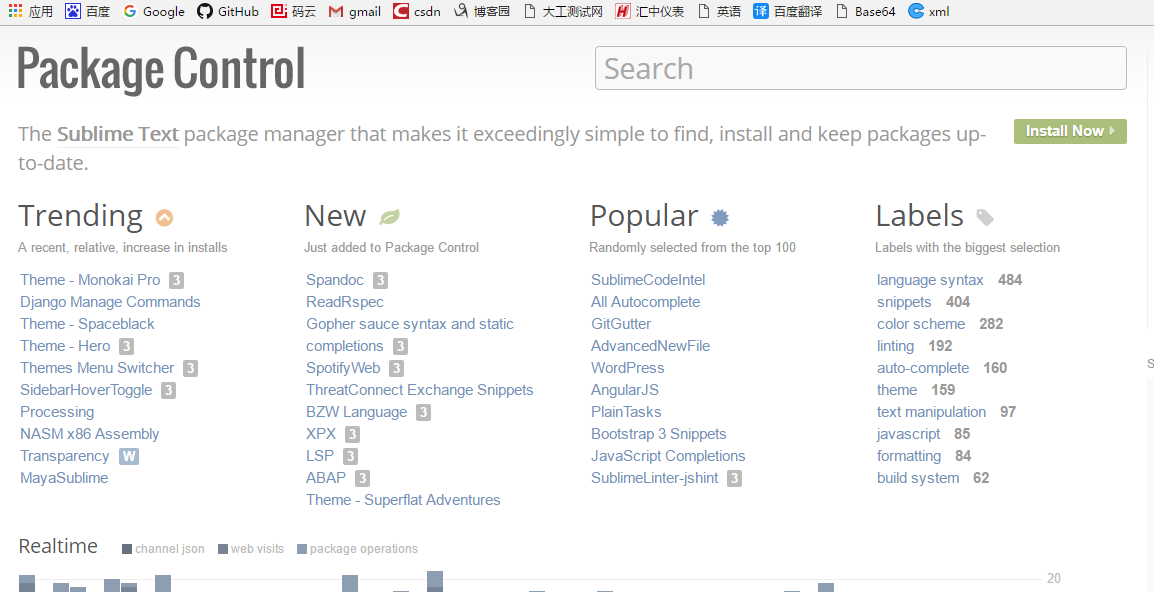 应用 百度 Google GitHub 码云 gmail csdn 博客园 大工测试网 汇中仪表 英语 百度翻译 Base64 xml
Package Control
Search
The Sublime Text package manager that makes it exceedingly simple to find, install and keep packages up-
to-date.
Install Now
Trending
A recent, relative, increase in installs
Theme - Monokai Pro 3
Django Manage Commands
Theme - Spaceblack
Theme - Hero 3
Themes Menu Switcher 3
SidebarHoverToggle 3
Processing
NASM x86 Assembly
Transparency W
MayaSublime
New
Just added to Package Control
Spandoc 3
ReadRspec
Gopher sauce syntax and static
completions 3
SpotifyWeb 3
ThreatConnect Exchange Snippets
BZW Language 3
XPX 3
LSP 3
ABAP 3
Theme - Superflat Adventures
Popular
Randomly selected from the top 100
SublimeCodeIntel
All Autocomplete
GitGutter
AdvancedNewFile
WordPress
AngularJS
PlainTasks
Bootstrap 3 Snippets
JavaScript Completions
SublimeLinter-jshint 3
Labels
Labels with the biggest selection
language syntax 484
snippets 404
color scheme 282
linting 192
auto-complete 160
theme 159
text manipulation 97
javascript 85
formatting 84
build system 62
Realtime
channel json web visits package operations
20